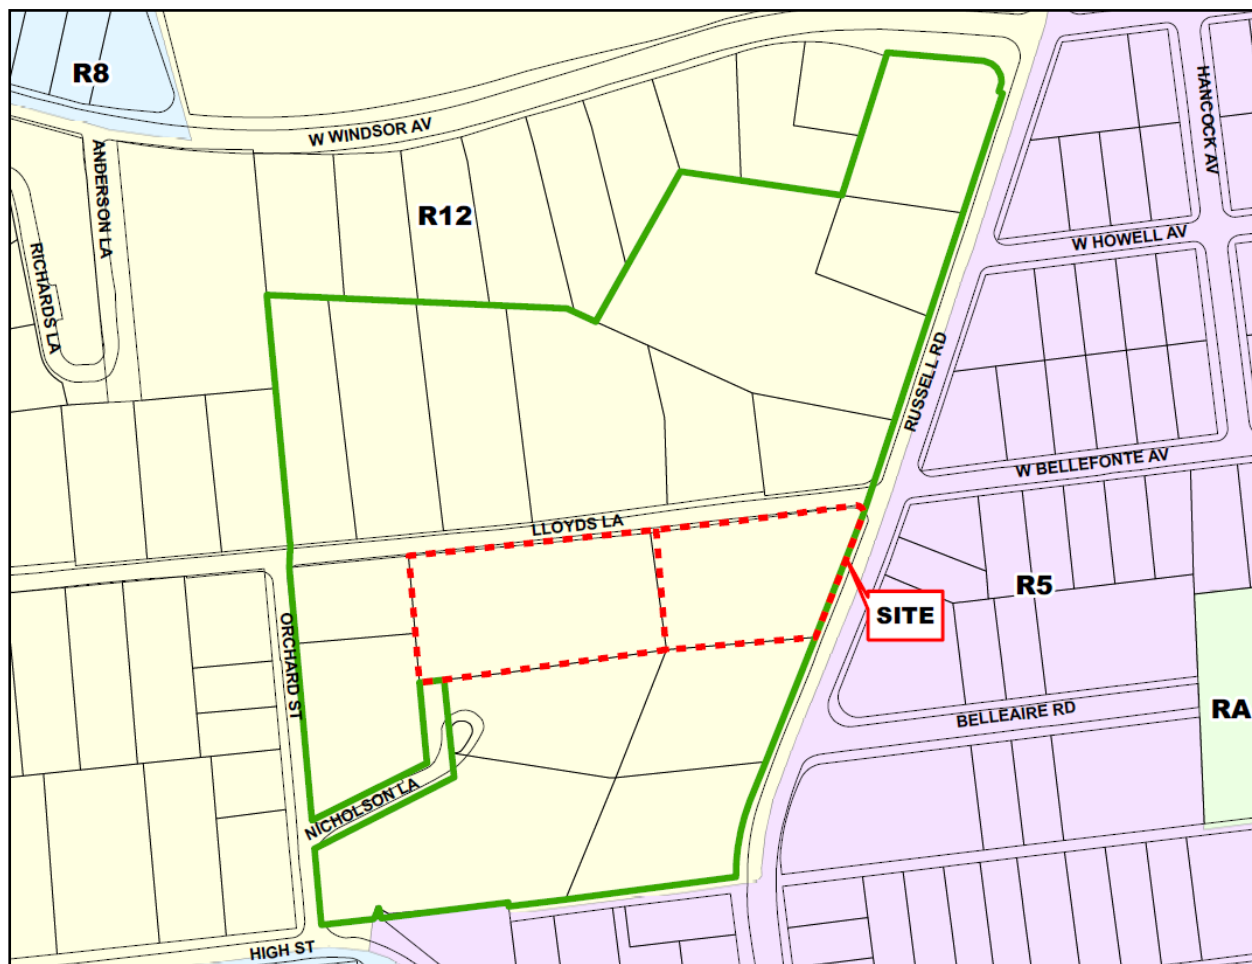 R8
HANCOCK AV
W WINDSOR AV
ANDERSON LA
R12
W HOWELL AV
RICHARDS LA
RUSSELL RD
W BELLEFONTE AV
LLOYDS LA
R5
SITE
ORCHARD ST
RA
BELLEAIRE RD
NICHOLSON LA
HIGH ST